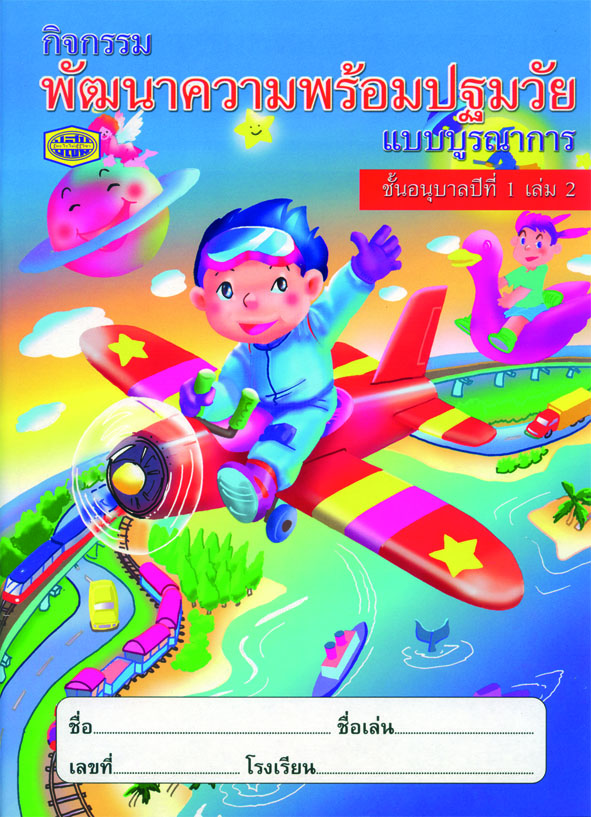 กิจกรรม
พัฒนาความพร้อมปฐมวัย
แบบบูรณาการ
ชั้นอนุบาลปีที่ 1 เล่ม 2
ชื่อ........................ ชื่อเล่น........................
เลขที่........................ โรงเรียน........................